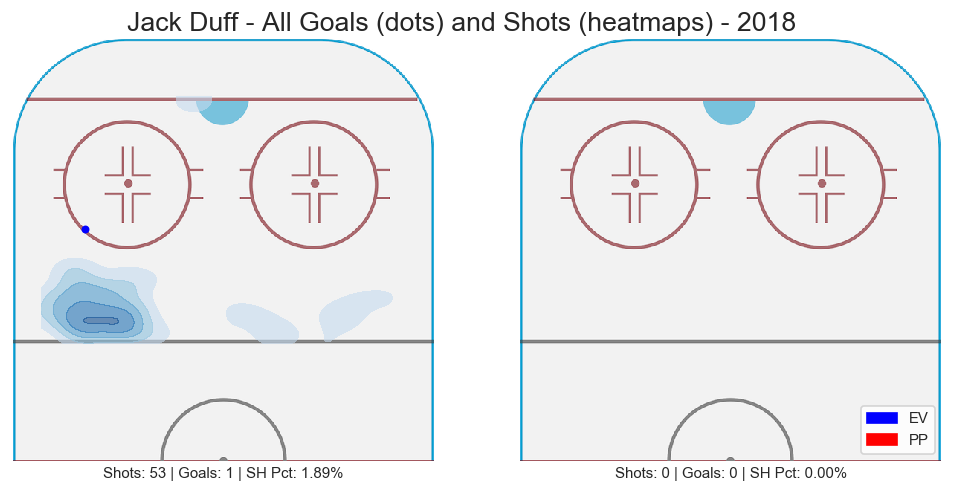 Jack Duff - All Goals (dots) and Shots (heatmaps) - 2018
EV
PP
Shots: 53 | Goals: 1 | SH Pct: 1.89%
Shots: 0 | Goals: 0 | SH Pct: 0.00%